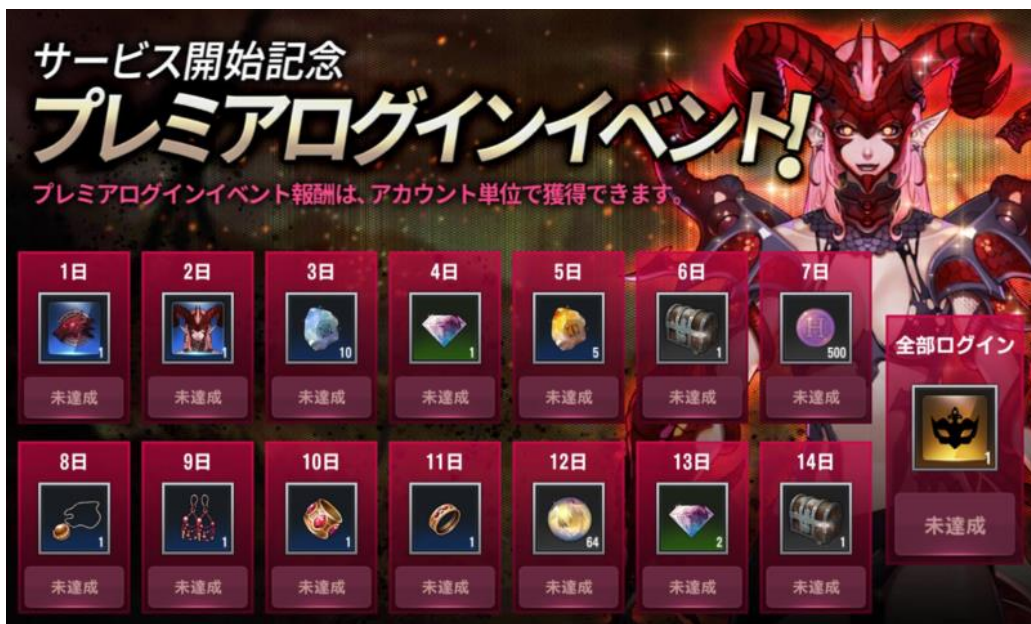 サービス開始記念
プレミアログインイベント!
プレミアログインイベント報酬は、アカウント単位で獲得できます。
1日 2日 3日 4日 5日 6日 7日
1 1 10 1 5 1 H 500
未達成 未達成 未達成 未達成 未達成 未達成 未達成
全部ログイン
1
未達成
8日 9日 10日 11日 12日 13日 14日
1 1 1 1 64 2 1
未達成 未達成 未達成 未達成 未達成 未達成 未達成